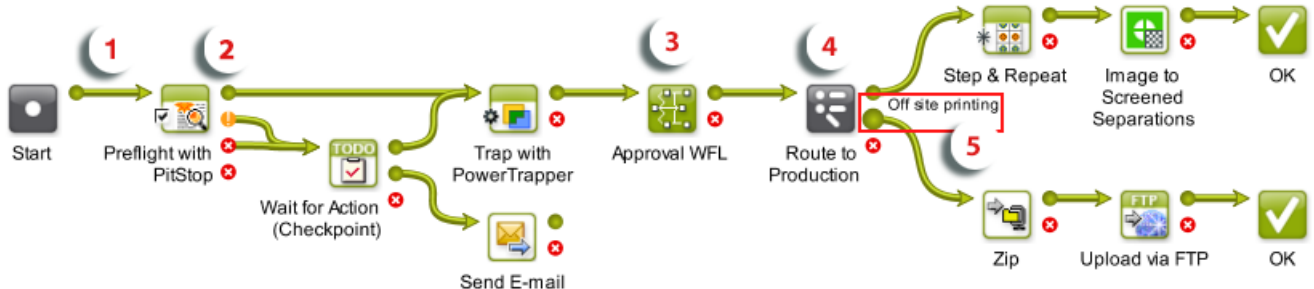 1
2
3
4
5
Start
Preflight with
PitStop
TODO
Wait for Action
(Checkpoint)
Send E-mail
Trap with
PowerTrapper
Approval WFL
Route to
Production
Off site printing
Step & Repeat
Image to
Screened
Separations
OK
Zip
FTP
Upload via FTP
OK